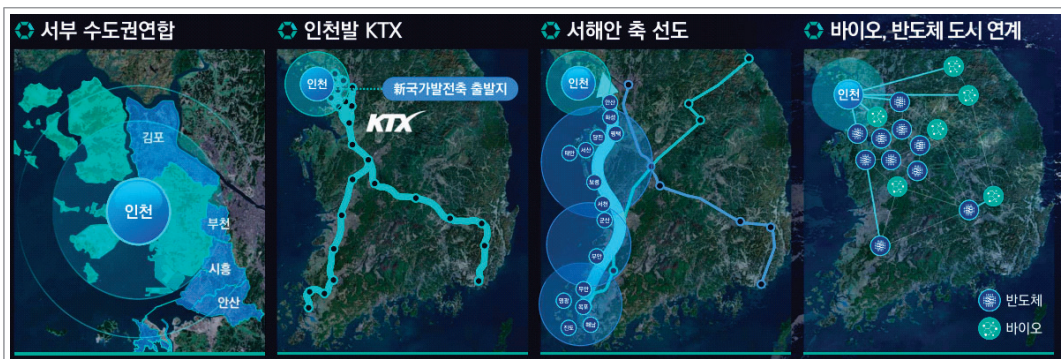 서부 수도권연합
인천
김포
부천
시흥
안산
인천발 KTX
인천
新국가발전축 출발지
KTX
서해안 축 선도
인천
안산
화성
평택
당진
서산
태안
보령
서천
군산
부안
무안
영광
목포
진도
해남
바이오, 반도체 도시 연계
인천
반도체
바이오